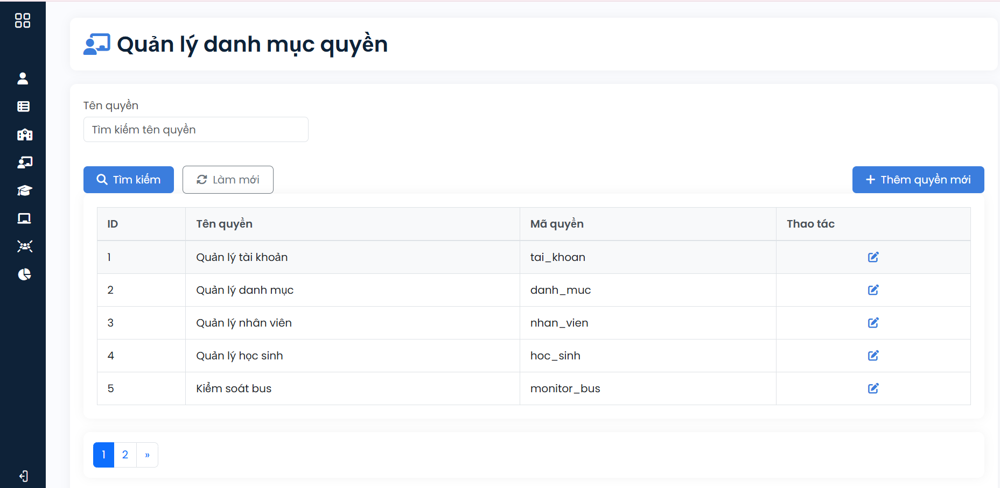 Quản lý danh mục quyền
Tên quyền
Tìm kiếm tên quyền
Tìm kiếm Làm mới Thêm quyền mới
ID Tên quyền Mã quyền Thao tác
1 Quản lý tài khoản tai_khoan
2 Quản lý danh mục danh_muc
3 Quản lý nhân viên nhan_vien
4 Quản lý học sinh hoc_sinh
5 Kiểm soát bus monitor_bus
1 2 »